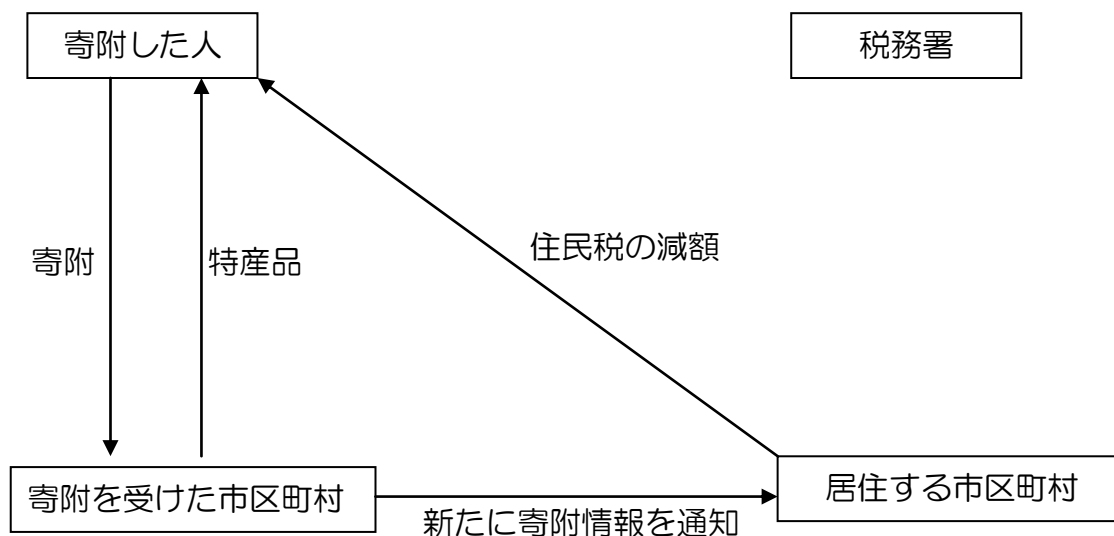 寄附した人
税務署
住民税の減額
寄附
特産品
寄附を受けた市区町村
居住する市区町村
新たに寄附情報を通知